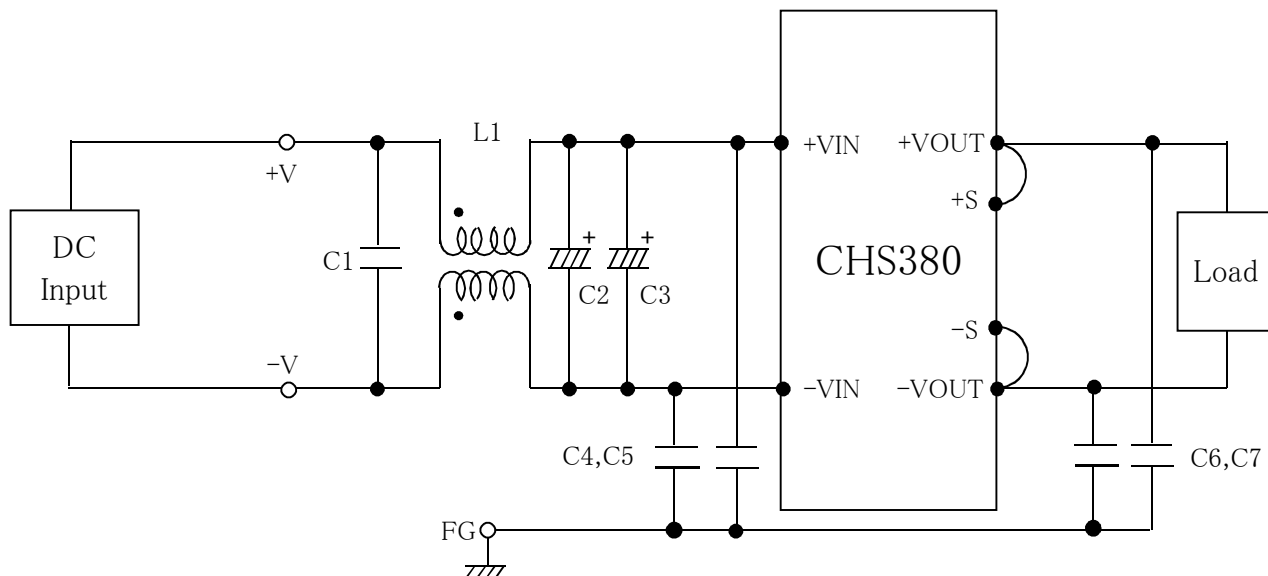 L1
+VIN
+VOUT
+V
+S
DC
Input
C1
+
+
C2
C3
CHS380
Load
−S
−V
−VIN
−VOUT
C4,C5
C6,C7
FG